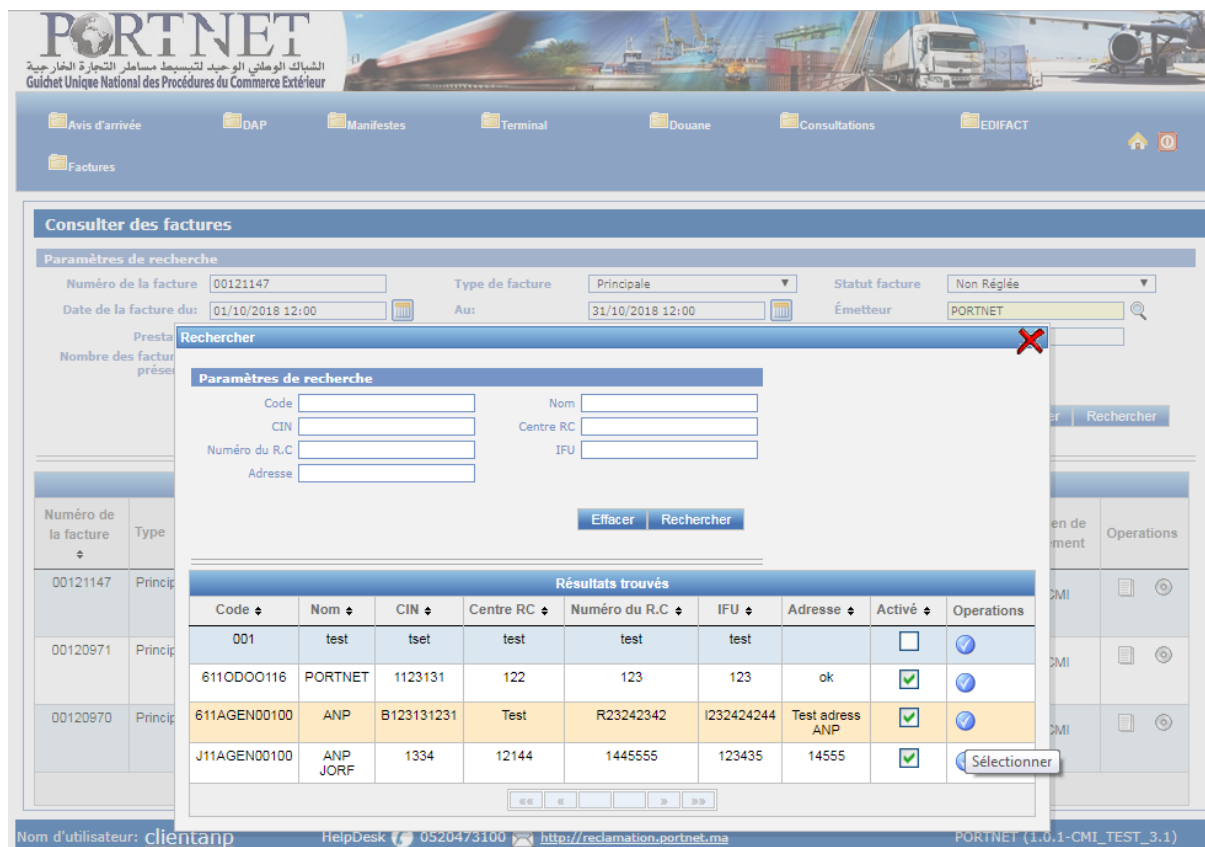 PORTNET
الشباك الوطني الوحيد لتبسيط مساطر التجارة الخارجية
Guichet Unique National des Procédures du Commerce Extérieur
Avis d'arrivée DAP Manifestes Terminal Douane Consultations EDIFACT
Factures
Consulter des factures
Paramètres de recherche
Numéro de la facture 00121147 Type de facture Principale Statut facture Non Réglée
Date de la facture du: 01/10/2018 12:00 Au: 31/10/2018 12:00 Émetteur PORTNET
Presta
Nombre des factur
prése
Rechercher
Paramètres de recherche
Code Nom
CIN Centre RC
Numéro du R.C IFU
Adresse
er Rechercher
Effacer Rechercher
Numéro de la facture Type en de ment Operations
00121147 Princip CMI
00120971 Princip CMI
00120970 Princip CMI
Résultats trouvés
Code Nom CIN Centre RC Numéro du R.C IFU Adresse Activé Operations
001 test tset test test test
611ODOO116 PORTNET 1123131 122 123 123 ok
611AGEN00100 ANP B123131231 Test R23242342 I232424244 Test adress ANP
J11AGEN00100 ANP JORF 1334 12144 1445555 123435 14555
Sélectionner
«« « » »»
Nom d'utilisateur: clientanp HelpDesk 0520473100 http://reclamation.portnet.ma PORTNET (1.0.1-CMI_TEST_3.1)